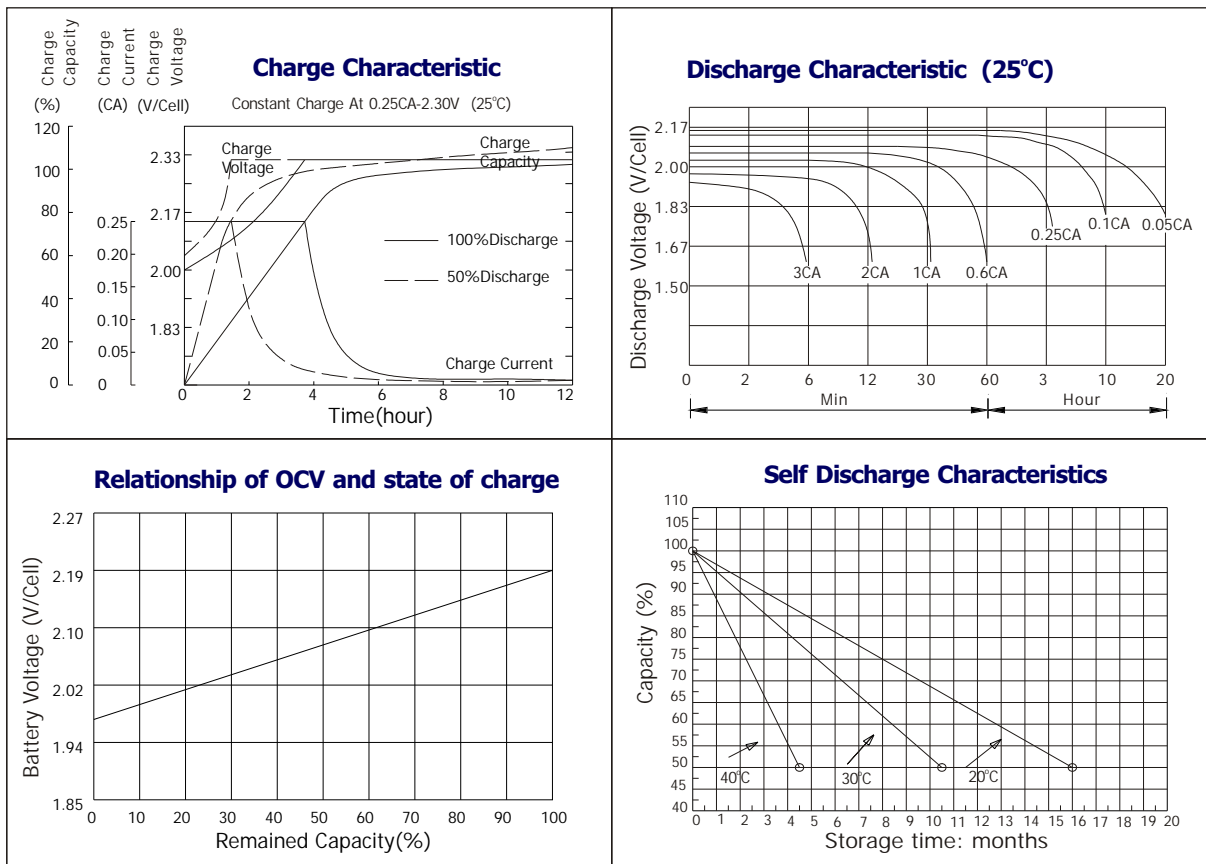 Charge Capacity
Charge Current
Charge Voltage
(%) (CA) (V/Cell)
Charge Characteristic
Constant Charge At 0.25CA-2.30V (25°C)
120
100
80
60
40
20
0
0.25
0.20
0.15
0.10
0.05
0
2.33
2.17
2.00
1.83
Charge Voltage
Charge Capacity
100%Discharge
50%Discharge
Charge Current
0 2 4 6 8 10 12
Time(hour)
Discharge Characteristic (25°C)
Discharge Voltage (V/Cell)
2.17
2.00
1.83
1.67
1.50
3CA 2CA 1CA 0.6CA 0.25CA 0.1CA 0.05CA
0 2 6 12 30 60 3 10 20
Min Hour
Relationship of OCV and state of charge
Battery Voltage (V/Cell)
2.27
2.19
2.10
2.02
1.94
1.85
0 10 20 30 40 50 60 70 80 90 100
Remained Capacity(%)
Self Discharge Characteristics
Capacity (%)
110
105
100
95
90
85
80
75
70
65
60
55
50
45
40
40°C 30°C 20°C
0 1 2 3 4 5 6 7 8 9 10 11 12 13 14 15 16 17 18 19 20
Storage time: months